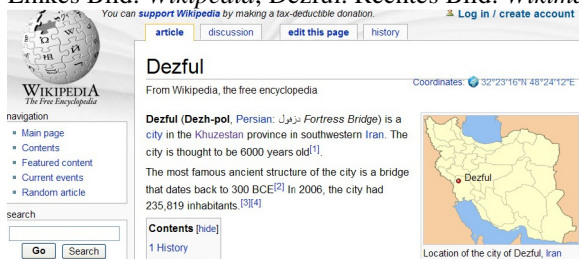 Linkes Bild: Wikipedia, Dezful. Rechtes Bild: Wikim
You can support Wikipedia by making a tax-deductible donation.
Log in / create account
article
discussion
edit this page
history
WIKIPEDIA
The Free Encyclopedia
navigation
Main page
Contents
Featured content
Current events
Random article
search
Go
Search
Dezful
From Wikipedia, the free encyclopedia
Coordinates: 32°23′16″N 48°24′12″E
Dezful (Dezh-pol, Persian: دزفول Fortress Bridge) is a
city in the Khuzestan province in southwestern Iran. The
city is thought to be 6000 years old[1].
The most famous ancient structure of the city is a bridge
that dates back to 300 BCE[2] In 2006, the city had
235,819 inhabitants.[3][4]
Contents [hide]
1 History
Dezful
Location of the city of Dezful, Iran